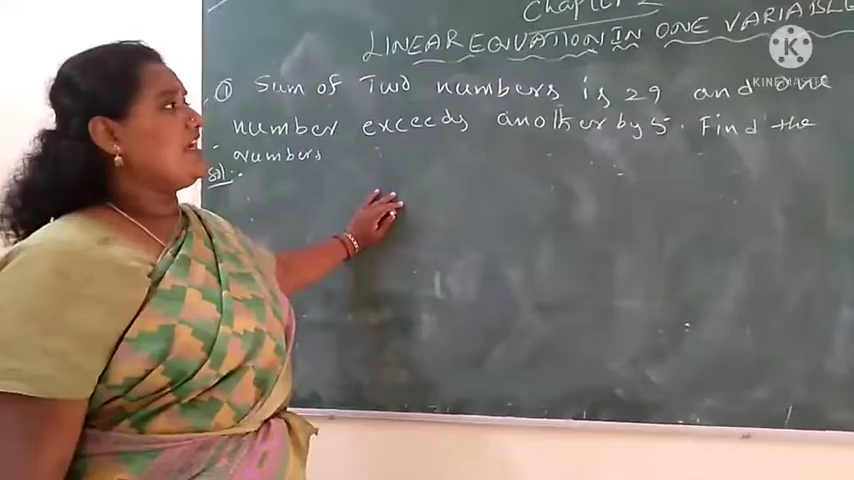 Chapter 2
LINEAR EQUATION IN ONE VARIABLE
① Sum of Two numbers is 29 and one
number exceeds another by 5. Find the
numbers
Sol:
K
KINEMASTER